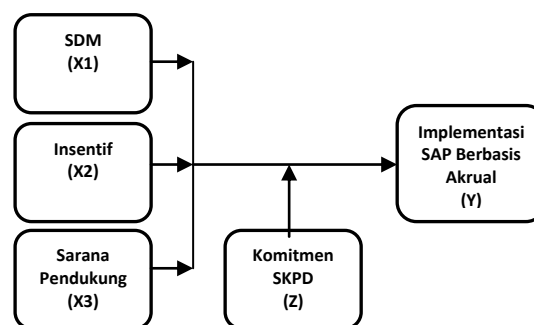 SDM
(X1)
Insentif
(X2)
Sarana
Pendukung
(X3)
Komitmen
SKPD
(Z)
Implementasi
SAP Berbasis
Akrual
(Y)